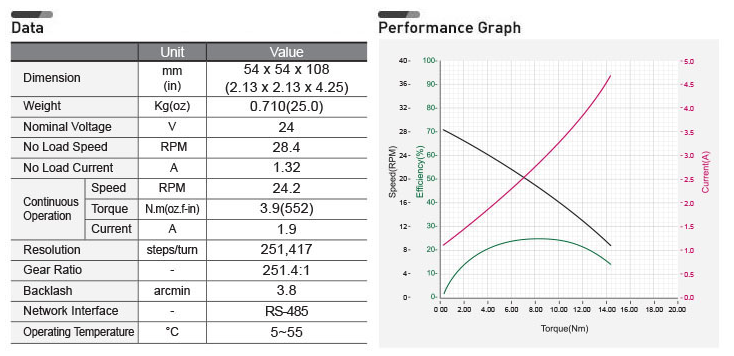 Data
Unit Value
Dimension mm (in) 54 x 54 x 108 (2.13 x 2.13 x 4.25)
Weight Kg(oz) 0.710(25.0)
Nominal Voltage V 24
No Load Speed RPM 28.4
No Load Current A 1.32
Continuous Operation Speed RPM 24.2
Torque N.m(oz.f-in) 3.9(552)
Current A 1.9
Resolution steps/turn 251,417
Gear Ratio - 251.4:1
Backlash arcmin 3.8
Network Interface - RS-485
Operating Temperature °C 5~55
Performance Graph
Speed(RPM)
40-
36-
32-
28-
24-
20-
16-
12-
8-
4-
0-
Efficiency(%)
100-
90-
80-
70-
60-
50-
40-
30-
20-
10-
0-
-5.0
-4.5
-4.0
-3.5
-3.0
-2.5
-2.0
-1.5
-1.0
-0.5
-0.0
Current(A)
0 00 2.00 4.00 6.00 8.00 10.00 12.00 14.00 16.00 18.00 20.00
Torque(Nm)